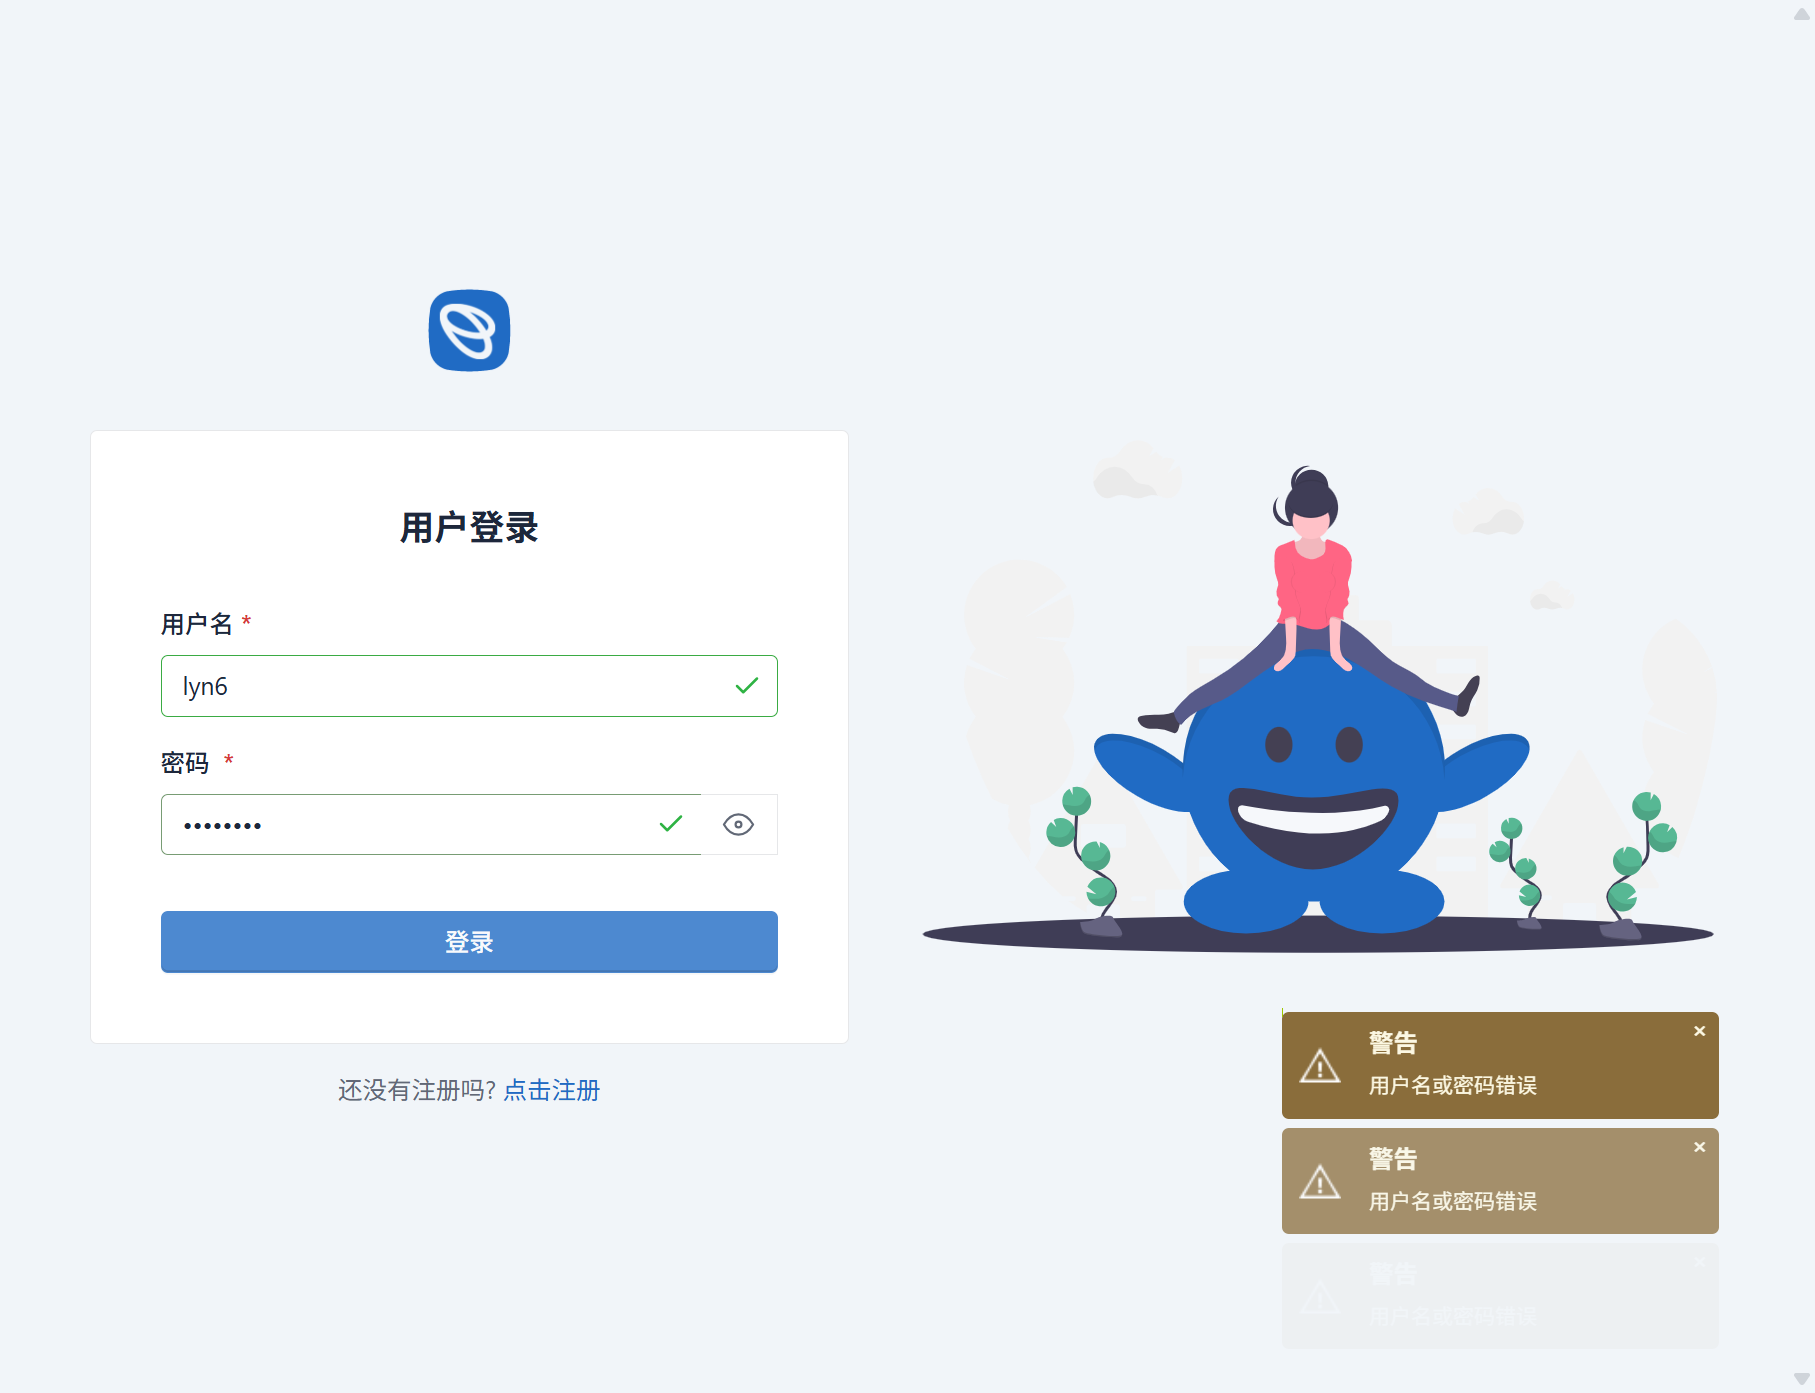 用户登录
用户名 *
lyn6
密码 *
••••••••
登录
还没有注册吗? 点击注册
警告
用户名或密码错误
警告
用户名或密码错误
警告
用户名或密码错误